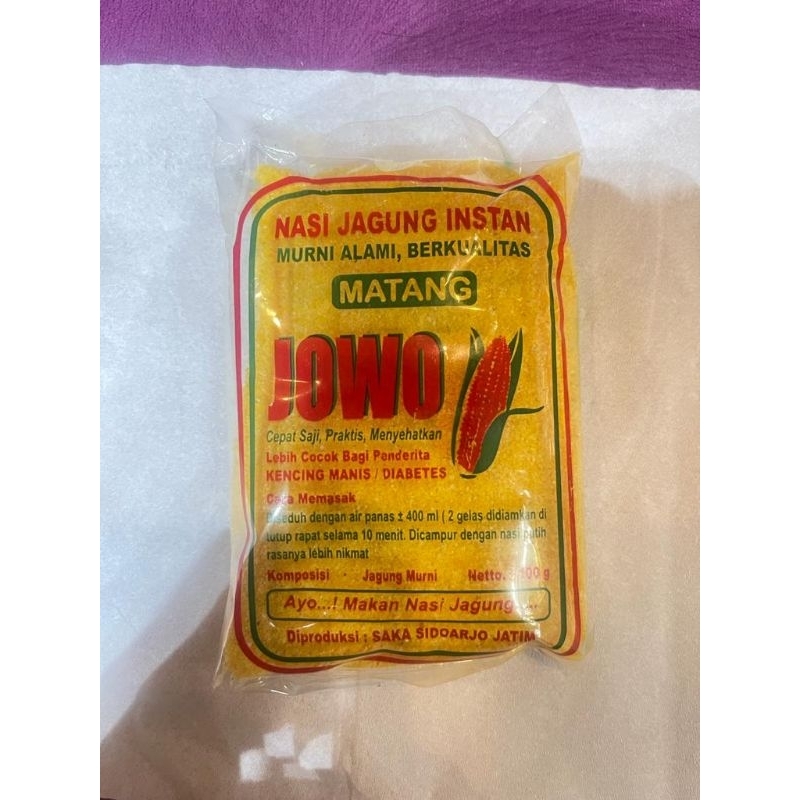 NASI JAGUNG INSTAN
MURNI ALAMI, BERKUALITAS
MATANG
JOWO
Cepat Saji, Praktis, Menyehatkan
Lebih Cocok Bagi Penderita
KENCING MANIS / DIABETES
Cara Memasak
Diseduh dengan air panas ± 400 ml ( 2 gelas didiamkan di
tutup rapat selama 10 menit. Dicampur dengan nasi putih
rasanya lebih nikmat
Komposisi : Jagung Murni Netto. g
Ayo...! Makan Nasi Jagung....
Diproduksi : SAKA SIDOARJO JATIM